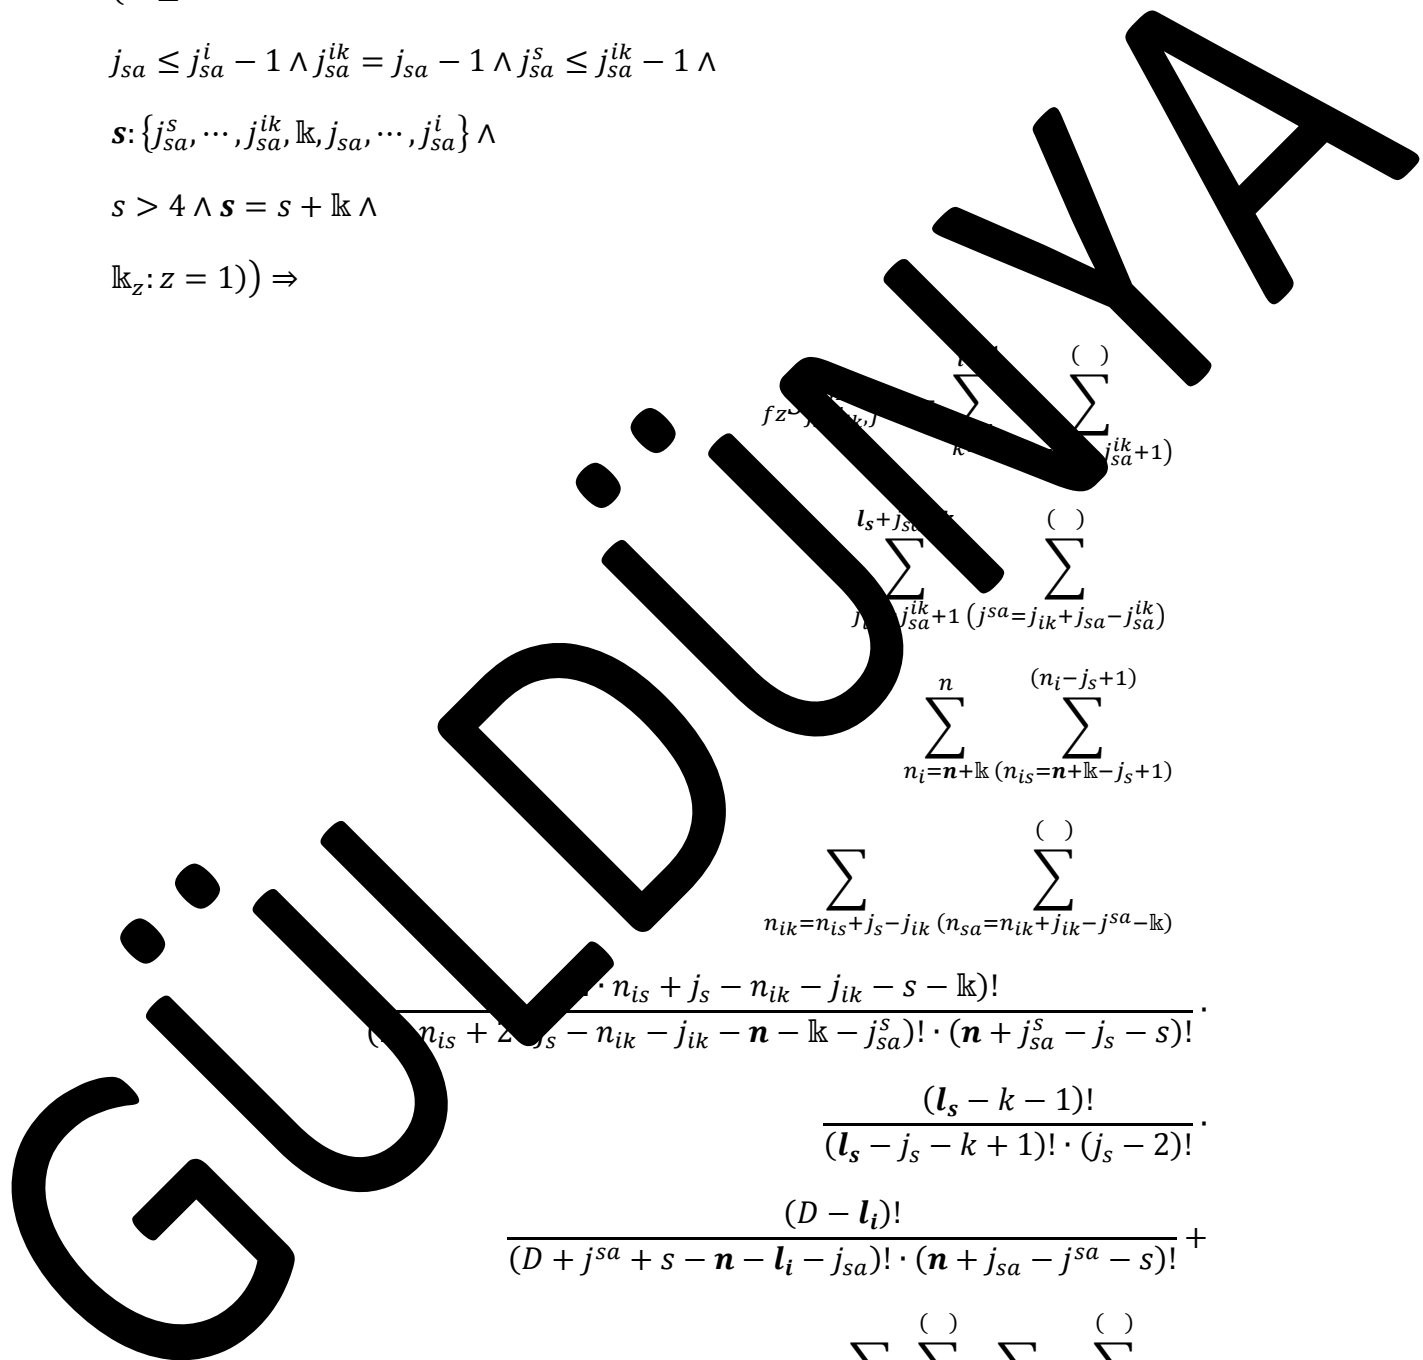 j_{sa} ≤ j_{sa}^{i} − 1 ∧ j_{sa}^{ik} = j_{sa} − 1 ∧ j_{sa}^{s} ≤ j_{sa}^{ik} − 1 ∧
s: {j_{sa}^{s}, ⋯, j_{sa}^{ik}, 𝕜, j_{sa}, ⋯, j_{sa}^{i}} ∧
s > 4 ∧ s = s + 𝕜 ∧
𝕜_z: z = 1)) ⇒
∑ ∑^{( )} j_{sa}^{ik}+1)
∑ j_{sa}^{ik}+1 ∑^{( )}_{(j^{sa}=j_{ik}+j_{sa}−j_{sa}^{ik})}
∑^{n}_{n_i=n+𝕜} ∑^{(n_i−j_s+1)}_{(n_{is}=n+𝕜−j_s+1)}
∑_{n_{ik}=n_{is}+j_s−j_{ik}} ∑^{( )}_{(n_{sa}=n_{ik}+j_{ik}−j^{sa}−𝕜)}
· n_{is} + j_s − n_{ik} − j_{ik} − s − 𝕜)!
n_{is} + 2 j_s − n_{ik} − j_{ik} − n − 𝕜 − j_{sa}^{s})! · (n + j_{sa}^{s} − j_s − s)! ·
(l_s − k − 1)!
(l_s − j_s − k + 1)! · (j_s − 2)! ·
(D − l_i)!
(D + j^{sa} + s − n − l_i − j_{sa})! · (n + j_{sa} − j^{sa} − s)! +
∑ ∑^{( )} ∑ ∑^{( )}
GÜLDÜNYA